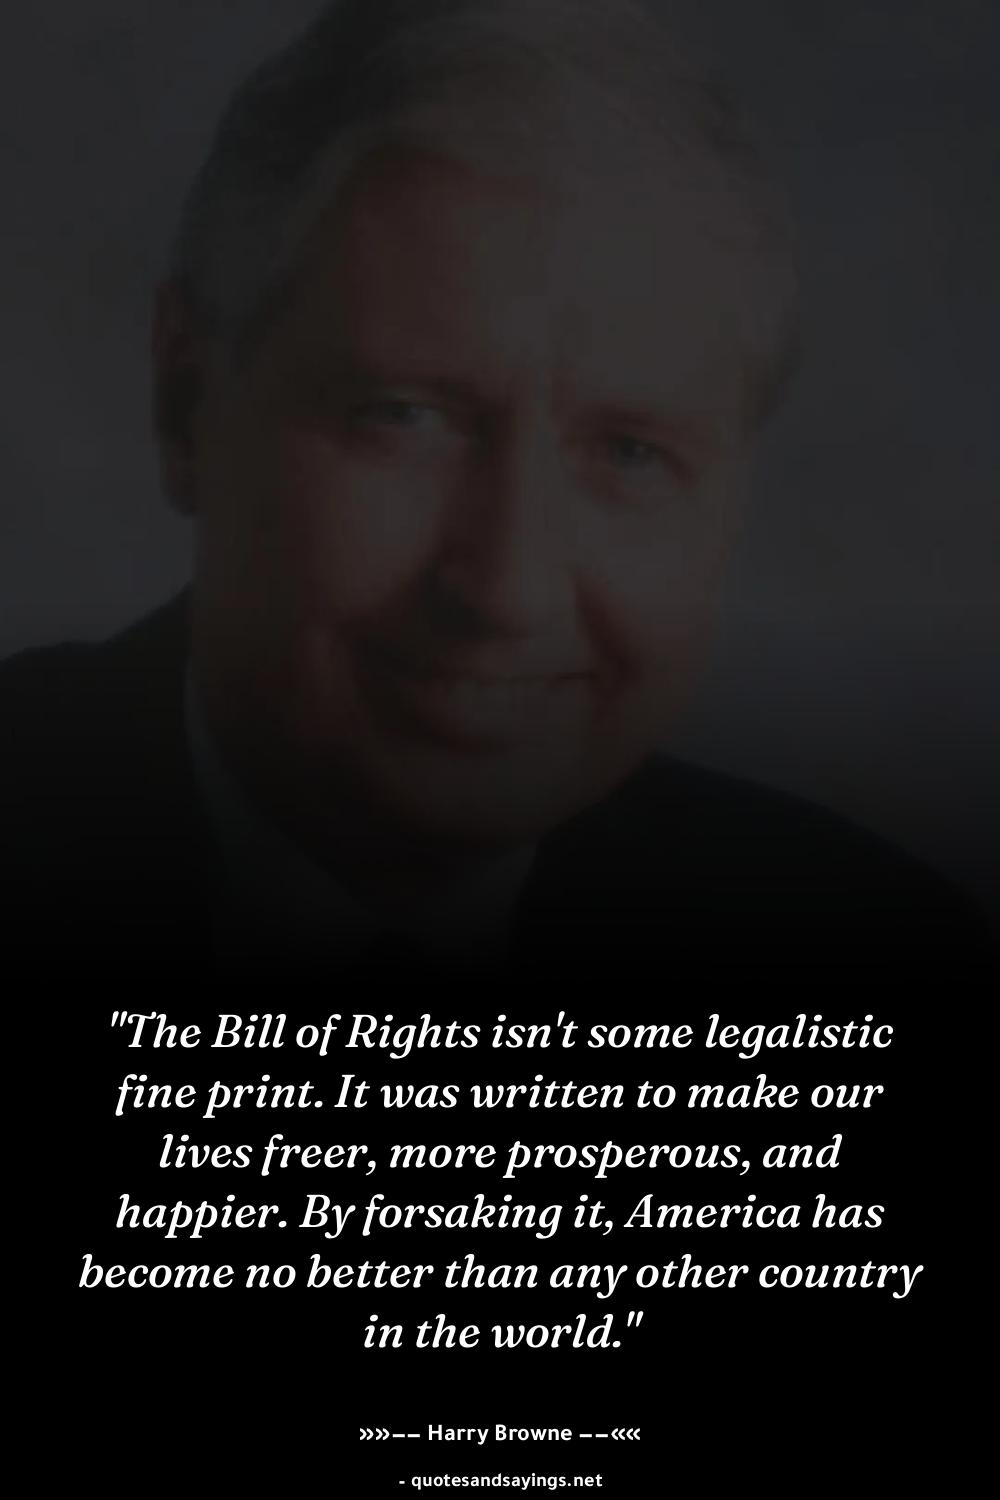 "The Bill of Rights isn't some legalistic
fine print. It was written to make our
lives freer, more prosperous, and
happier. By forsaking it, America has
become no better than any other country
in the world."
»»−− Harry Browne −−««
- quotesandsayings.net